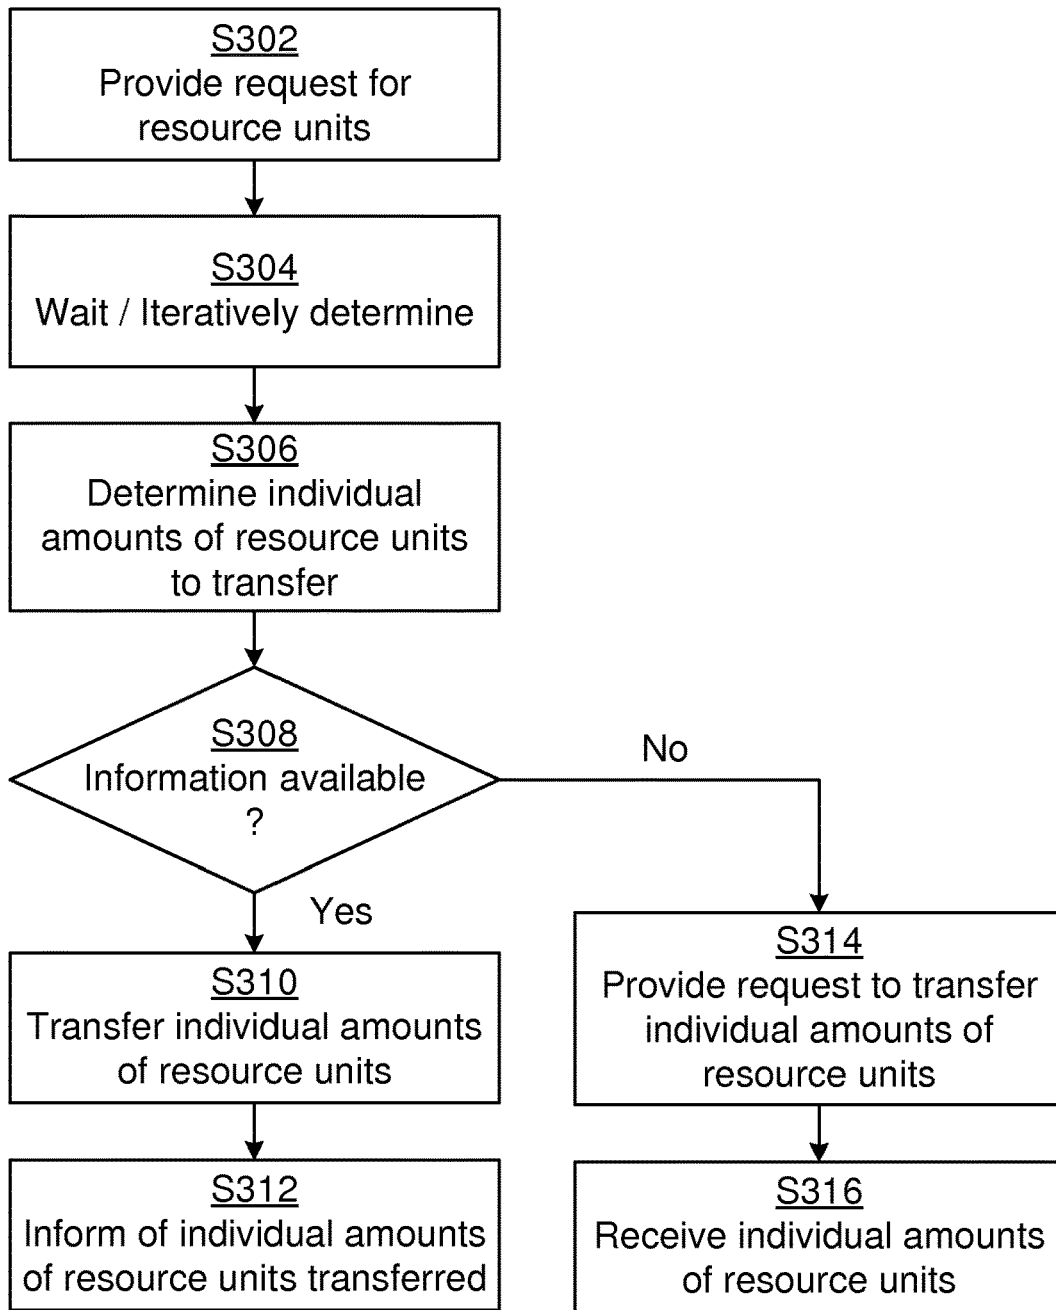 S302
Provide request for
resource units
S304
Wait / Iteratively determine
S306
Determine individual
amounts of resource units
to transfer
S308
Information available
?
No
Yes
S310
Transfer individual amounts
of resource units
S312
Inform of individual amounts
of resource units transferred
S314
Provide request to transfer
individual amounts of
resource units
S316
Receive individual amounts
of resource units